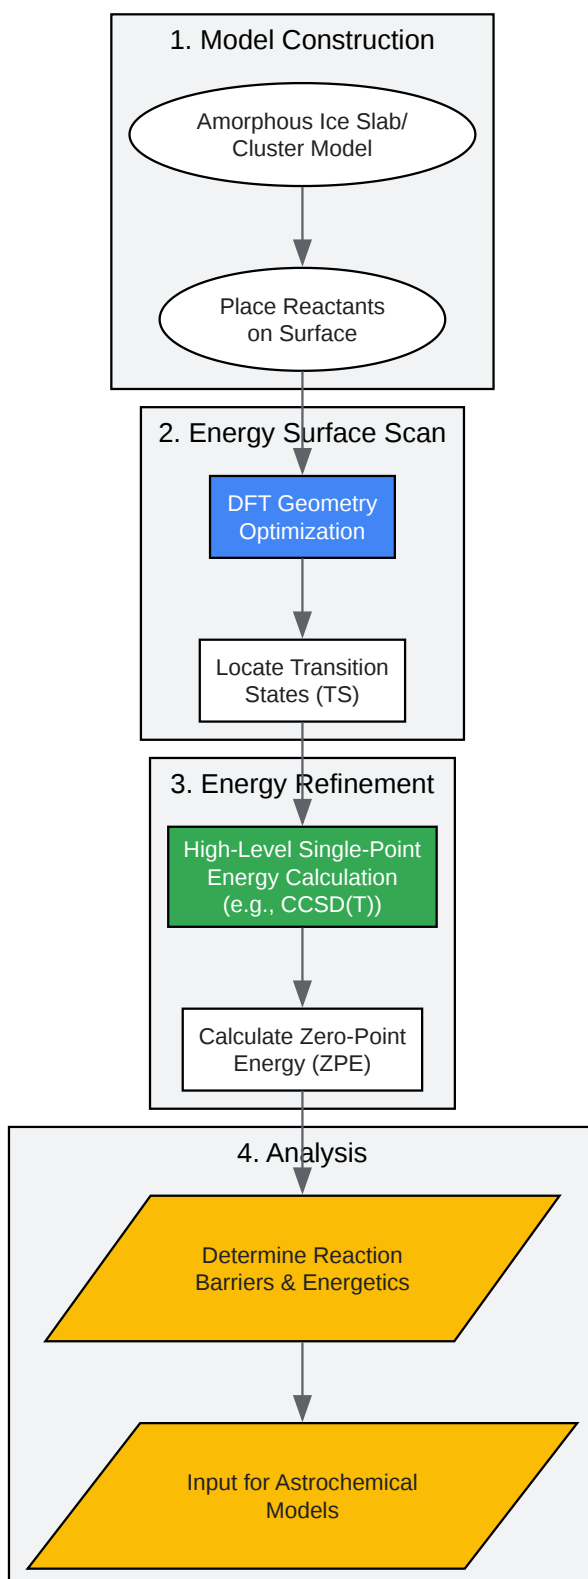 1. Model Construction
Amorphous Ice Slab/
Cluster Model
Place Reactants
on Surface
2. Energy Surface Scan
DFT Geometry
Optimization
Locate Transition
States (TS)
3. Energy Refinement
High-Level Single-Point
Energy Calculation
(e.g., CCSD(T))
Calculate Zero-Point
Energy (ZPE)
4. Analysis
Determine Reaction
Barriers & Energetics
Input for Astrochemical
Models